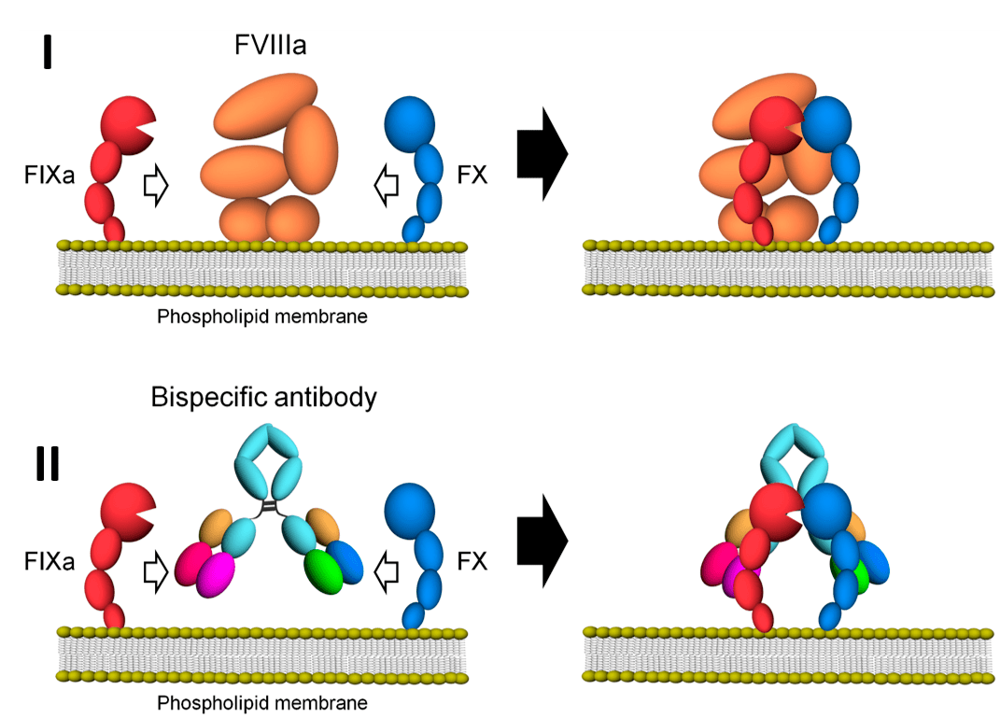 I
FVIIIa
FIXa
FX
Phospholipid membrane
Bispecific antibody
II
FIXa
FX
Phospholipid membrane